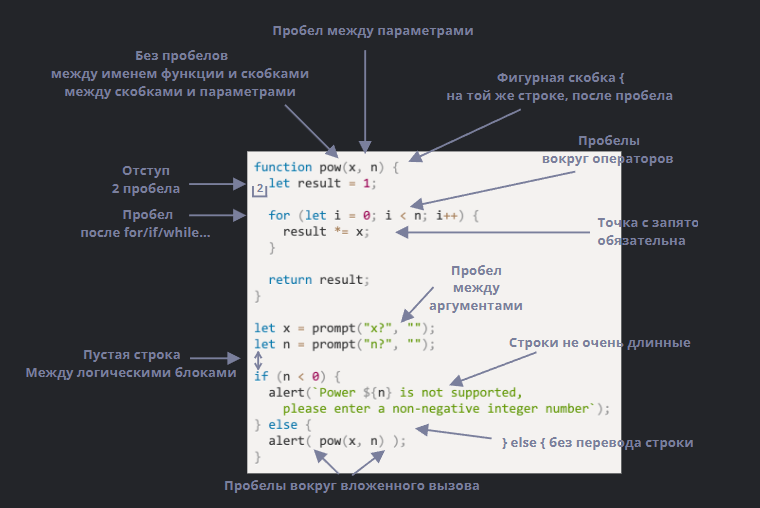 Пробел между параметрами
Без пробелов
между именем функции и скобками
между скобками и параметрами
Фигурная скобка {
на той же строке, после пробела
Пробелы
вокруг операторов
Отступ
2 пробела
Пробел
после for/if/while...
Точка с запято
обязательна
function pow(x, n) {
2
let result = 1;
for (let i = 0; i < n; i++) {
result *= x;
}
return result;
}
Пробел
между
аргументами
let x = prompt("x?", "");
let n = prompt("n?", "");
Строки не очень длинные
Пустая строка
Между логическими блоками
if (n < 0) {
alert(`Power ${n} is not supported,
please enter a non-negative integer number`);
} else {
alert( pow(x, n) );
}
} else { без перевода строки
Пробелы вокруг вложенного вызова